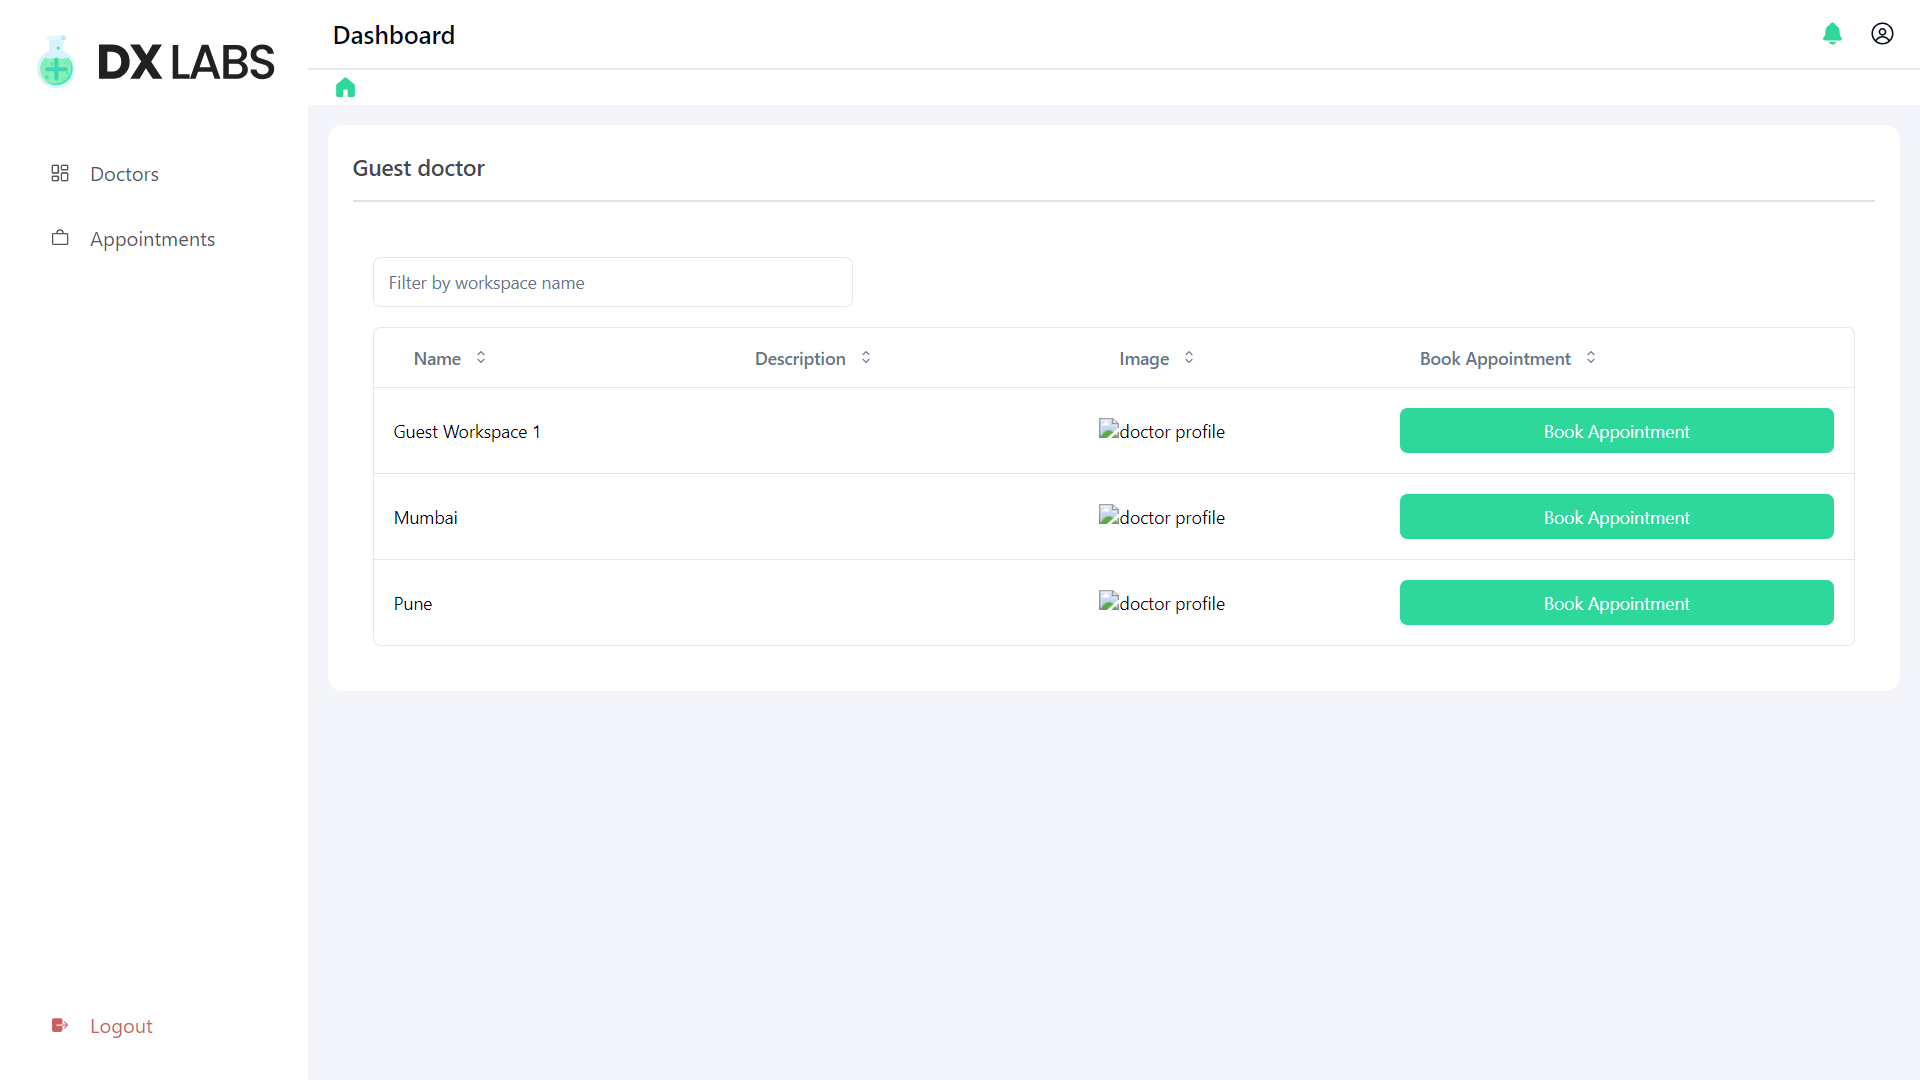 DX LABS
Dashboard
Doctors
Appointments
Guest doctor
Filter by workspace name
Name Description Image Book Appointment
Guest Workspace 1 doctor profile Book Appointment
Mumbai doctor profile Book Appointment
Pune doctor profile Book Appointment
Logout